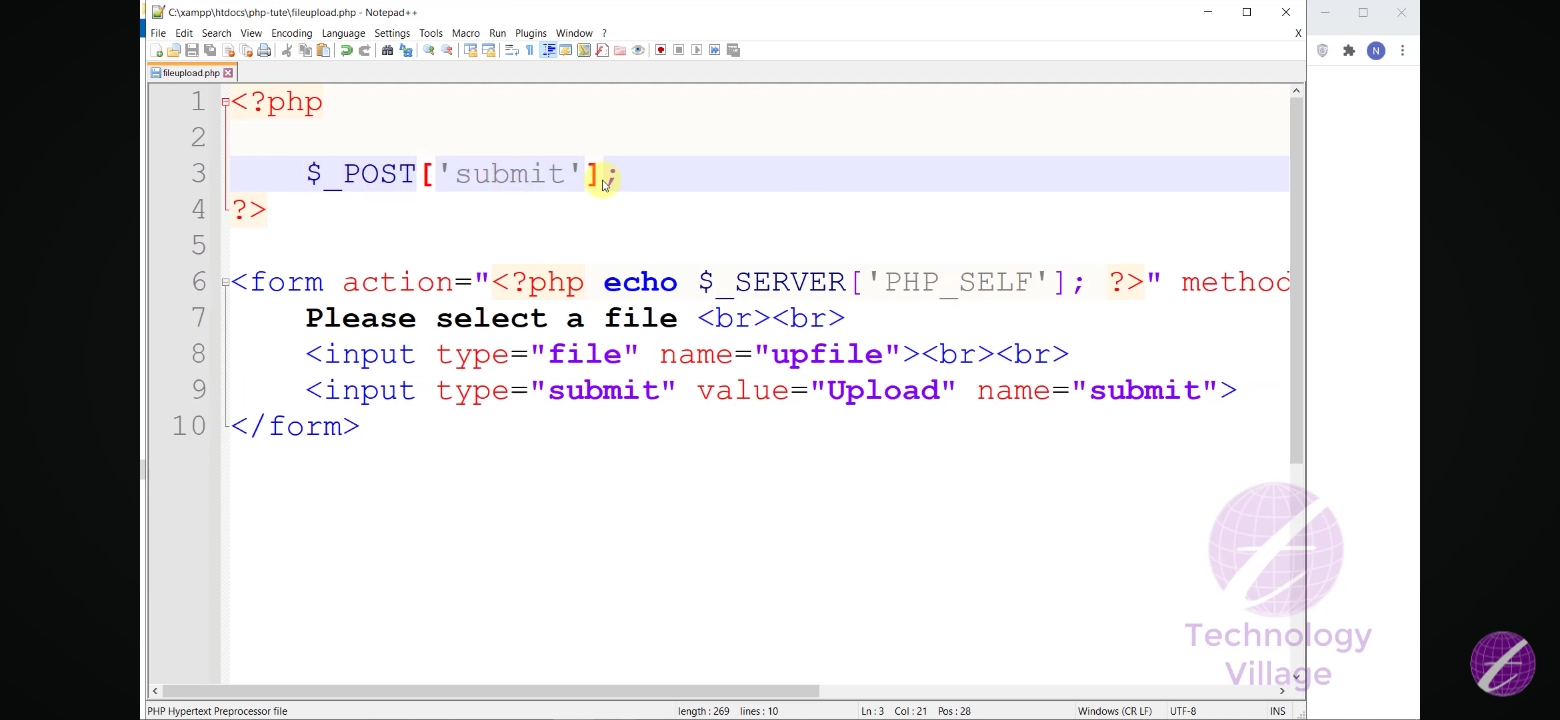 C:\xampp\htdocs\php-tute\fileupload.php - Notepad++
File Edit Search View Encoding Language Settings Tools Macro Run Plugins Window ? X
fileupload.php
N
1 <?php
2
3 $_POST['submit'];
4 ?>
5
6 <form action="<?php echo $_SERVER['PHP_SELF']; ?>" method
7 Please select a file <br><br>
8 <input type="file" name="upfile"><br><br>
9 <input type="submit" value="Upload" name="submit">
10 </form>
Technology
Village
PHP Hypertext Preprocessor file length : 269 lines : 10 Ln : 3 Col : 21 Pos : 28 Windows (CR LF) UTF-8 INS